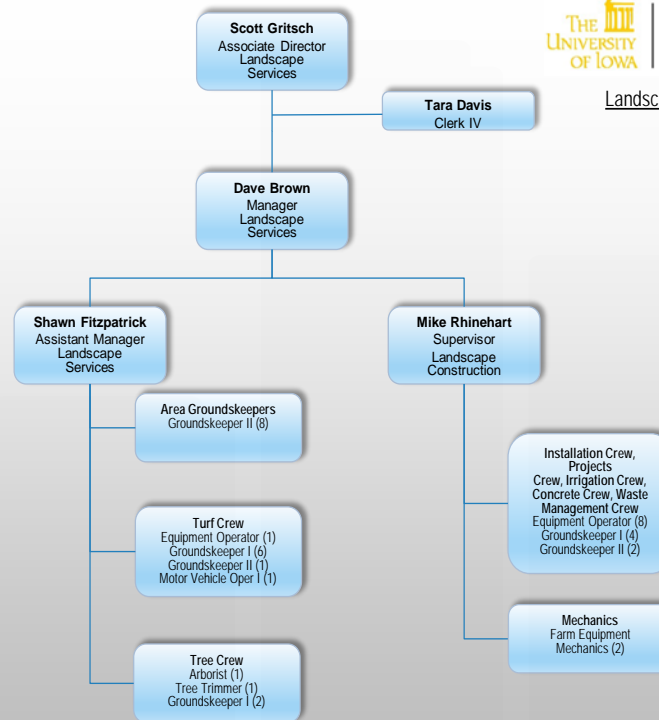 Scott Gritsch
Associate Director
Landscape
Services
THE
UNIVERSITY
OF IOWA
Tara Davis
Clerk IV
Dave Brown
Manager
Landscape
Services
Shawn Fitzpatrick
Assistant Manager
Landscape
Services
Mike Rhinehart
Supervisor
Landscape
Construction
Area Groundskeepers
Groundskeeper II (8)
Turf Crew
Equipment Operator (1)
Groundskeeper I (6)
Groundskeeper II (1)
Motor Vehicle Oper I (1)
Tree Crew
Arborist (1)
Tree Trimmer (1)
Groundskeeper I (2)
Installation Crew,
Projects
Crew, Irrigation Crew,
Concrete Crew, Waste
Management Crew
Equipment Operator (8)
Groundskeeper I (4)
Groundskeeper II (2)
Mechanics
Farm Equipment
Mechanics (2)